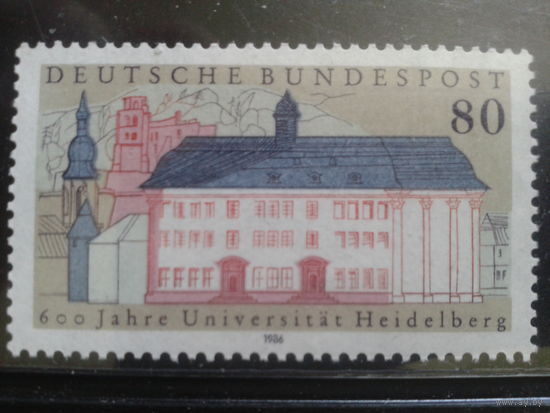 DEUTSCHE BUNDESPOST
80
600 Jahre Universität Heidelberg
1986